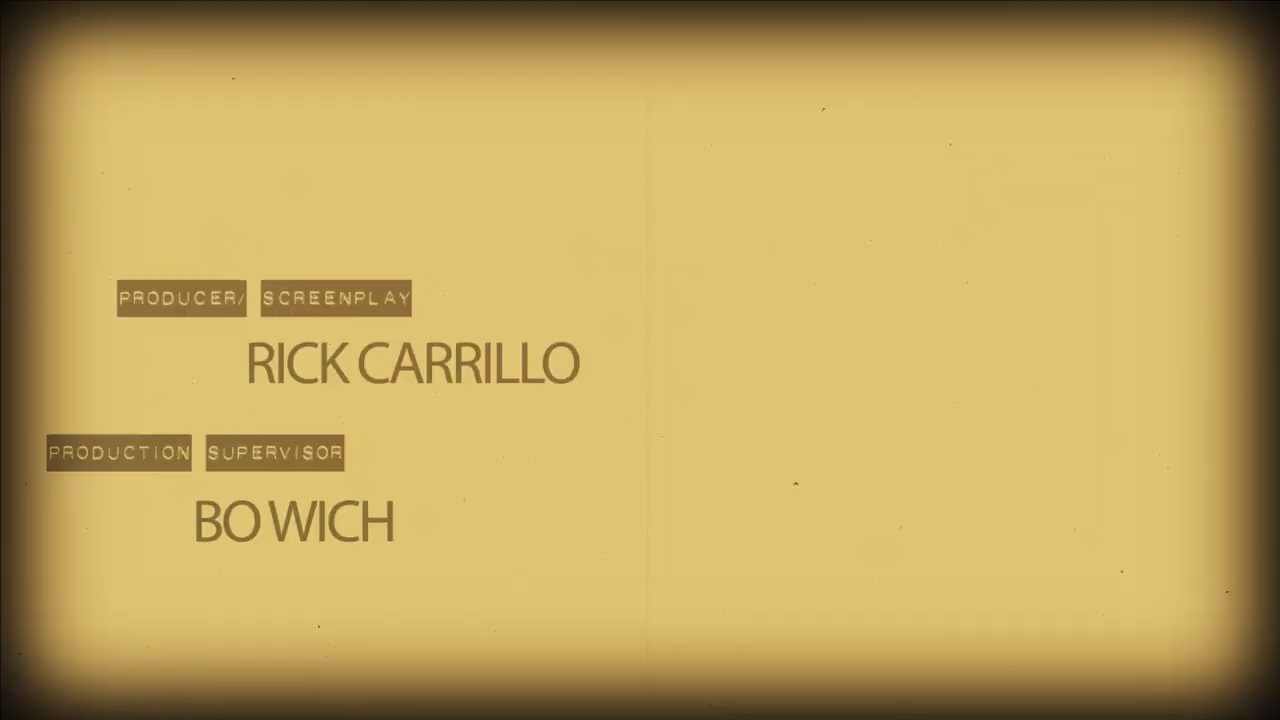 PRODUCER/ SCREENPLAY
RICK CARRILLO
PRODUCTION SUPERVISOR
BO WICH